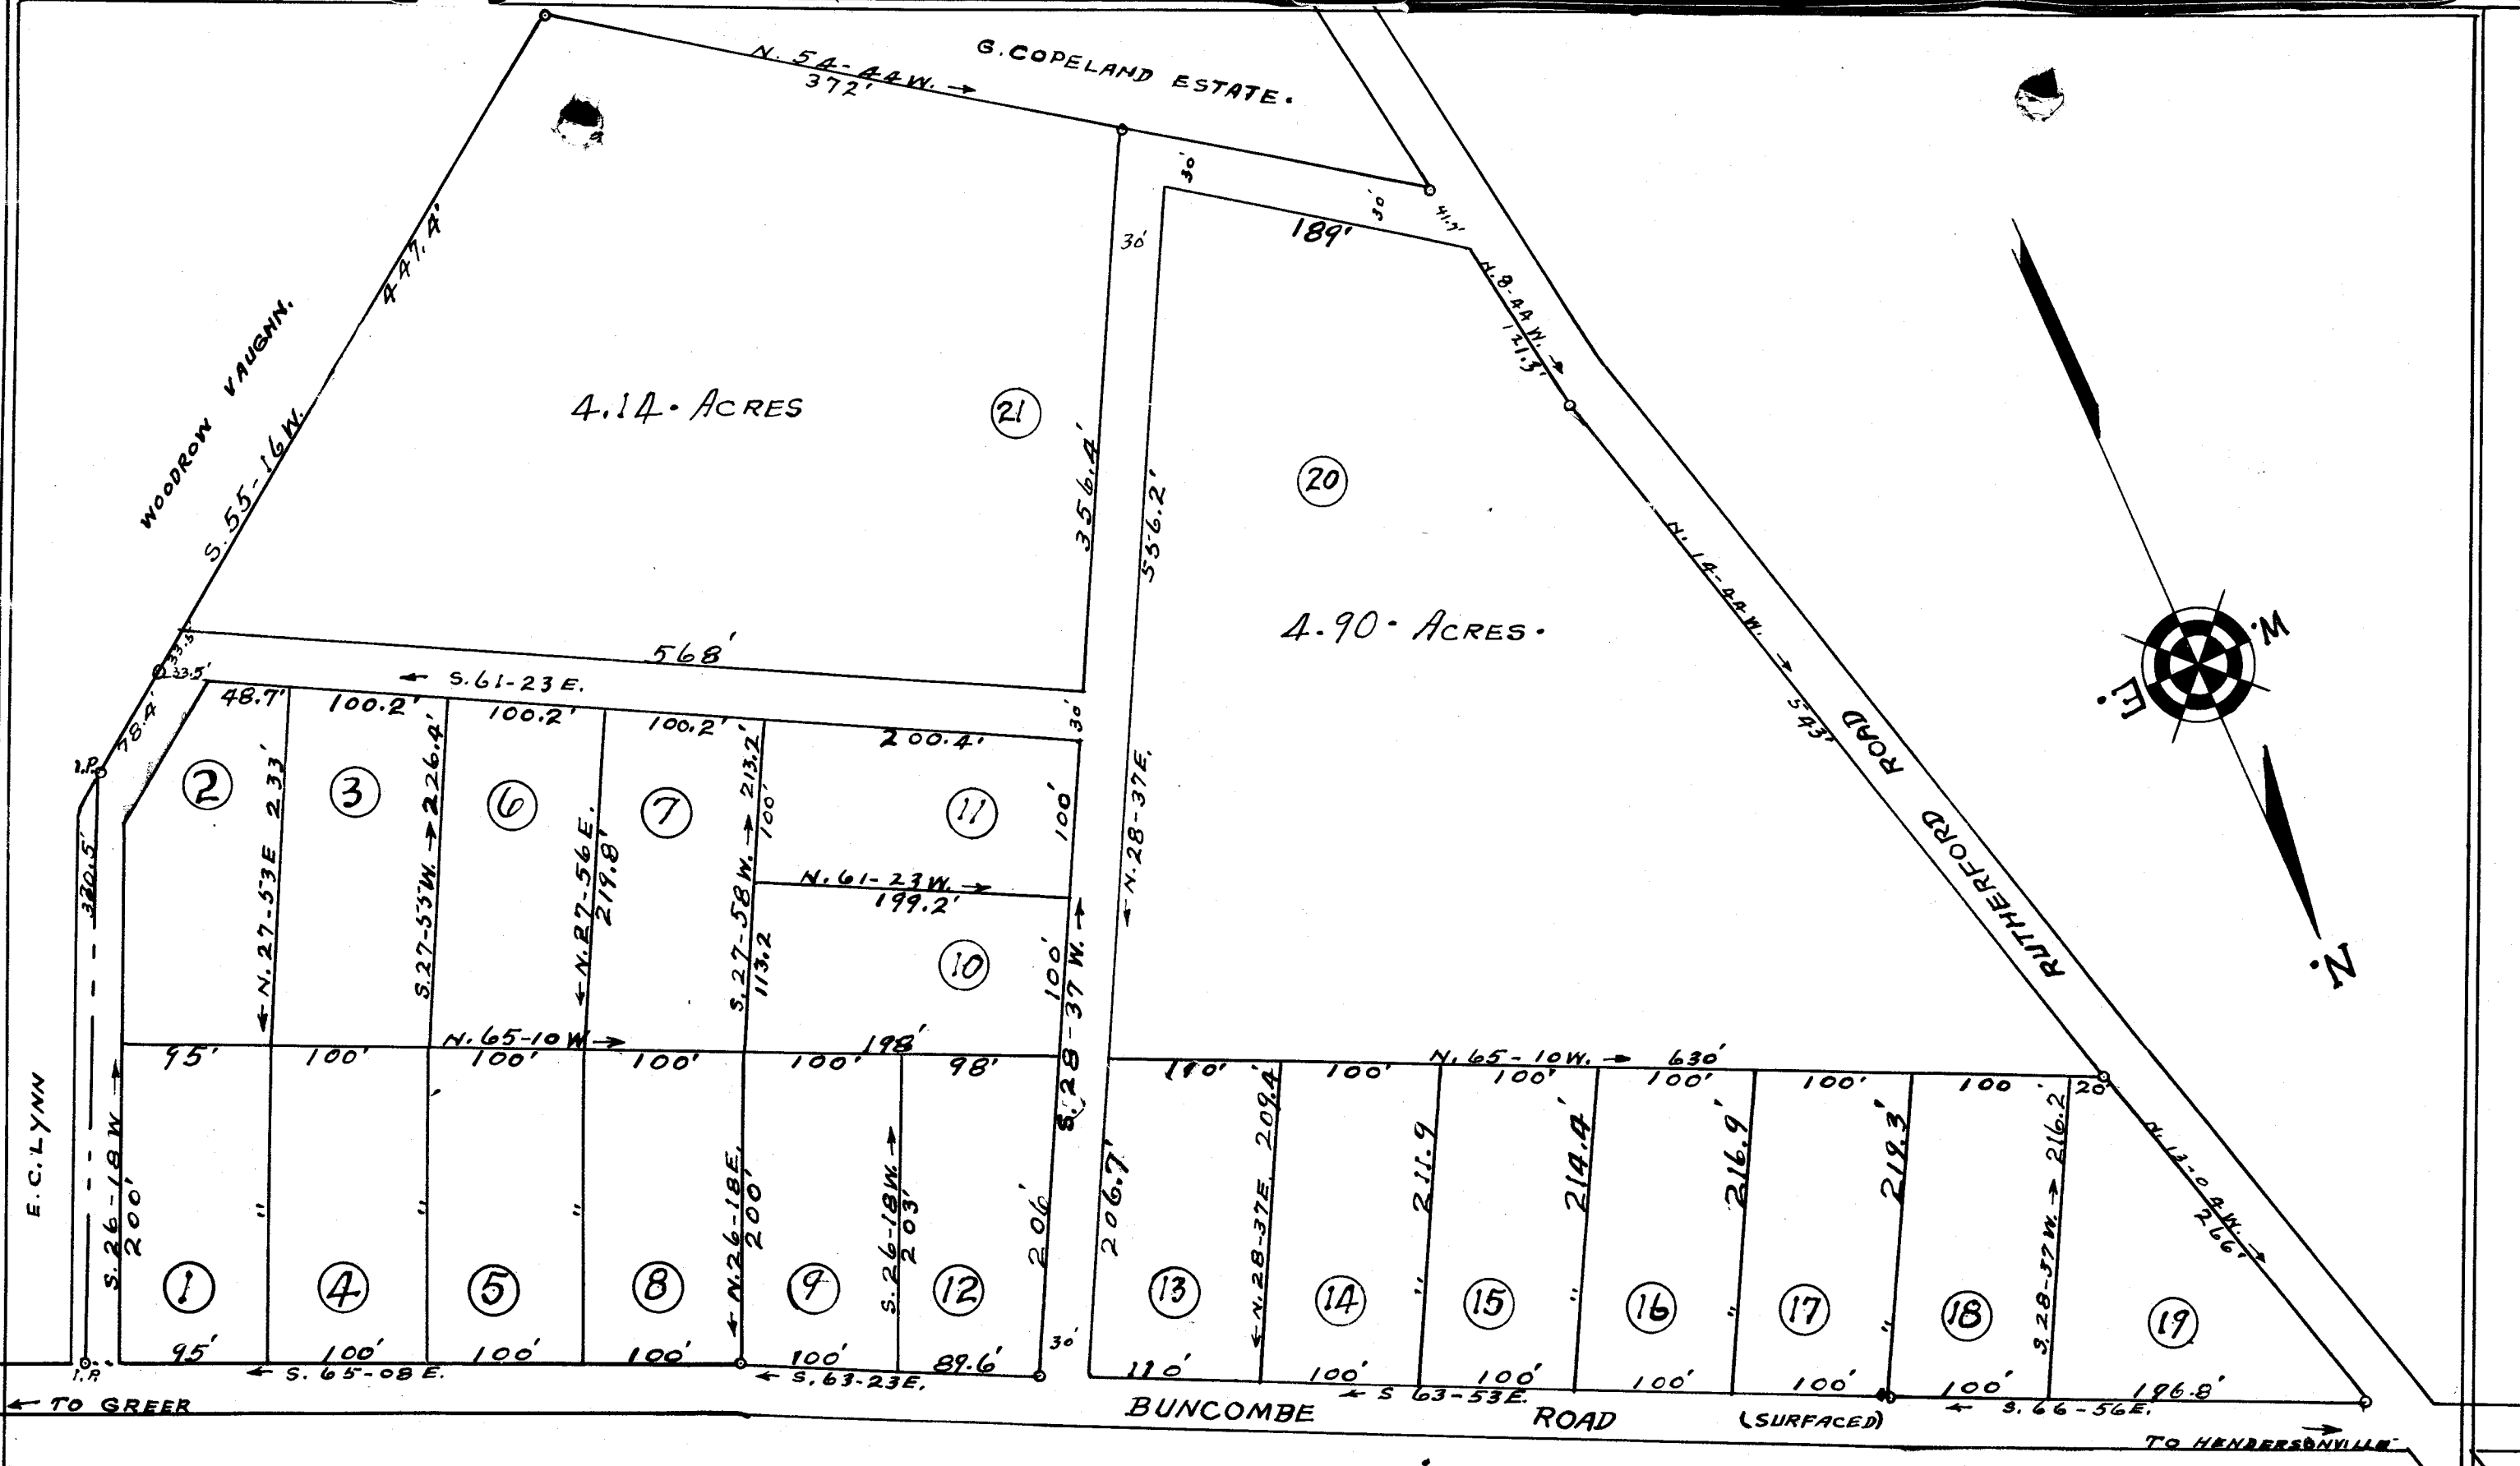 G. COPELAND ESTATE.
N. 54-44 W. →
372'
30'
30'
41.3'
189'
30'
N. 8-44 W. →
121.3'
447.4'
WOODROW VAUGHN.
S. 55-16 W.
4.14 · ACRES
21
356.4'
556.2'
20
4.90 · ACRES ·
N. 14-44 W. →
543'
RUTHERFORD ROAD
W.
E.
N.
33.5'
33.5'
568'
← S. 61-23 E.
78.4'
I.P.
48.7'
100.2'
100.2'
100.2'
200.4'
30'
2
3
6
7
11
← N. 27-53 E 233'
S. 27-55 W. → 226.4'
← N. 27-56 E.
219.8'
S. 27-58 W. → 213.2'
100'
113.2
100'
← N. 28-37 E.
N. 61-23 W. →
199.2'
10
100'
S. 28-37 W. →
330.5'
N. 65-10 W →
198'
95'
100'
100'
100'
100'
98'
N. 65-10 W. → 630'
110'
100'
100'
100'
100'
100
20'
E. C. LYNN
S. 26-18 W →
200'
"
"
← N. 26-18 E.
200'
S. 26-18 W. →
203'
206'
206.7'
← N. 28-37 E. 209.4'
211.9
"
214.4'
"
216.9'
"
219.3'
"
S. 28-37 W. → 216.2'
N. 13-04 W. →
266'
1
4
5
8
9
12
13
14
15
16
17
18
19
95'
100'
100'
100'
100'
89.6'
30'
110'
100'
100'
100'
100'
100'
196.8'
I.P.
← S. 65-08 E.
← S. 63-23 E.
← S 63-53 E.
← S. 66-56 E.
← TO GREER
BUNCOMBE ROAD (SURFACED)
TO HENDERSONVILLE →